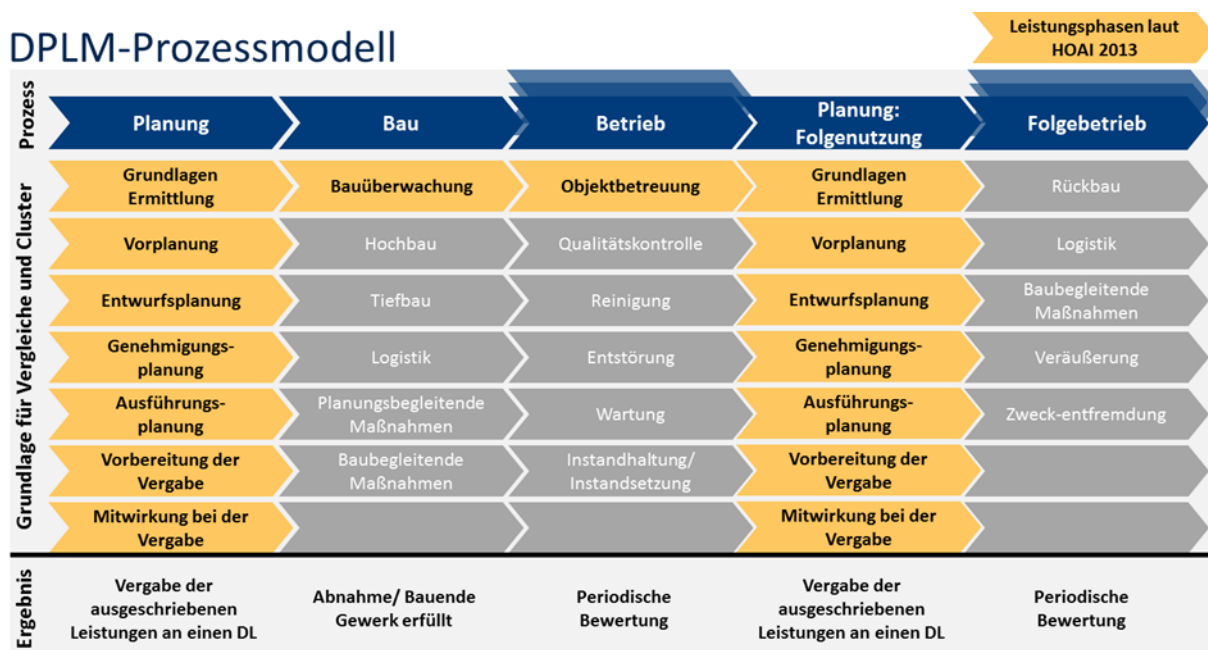 DPLM-Prozessmodell
Leistungsphasen laut
HOAI 2013
Prozess
Planung
Bau
Betrieb
Planung:
Folgenutzung
Folgebetrieb
Grundlage für Vergleiche und Cluster
Grundlagen
Ermittlung
Bauüberwachung
Objektbetreuung
Grundlagen
Ermittlung
Rückbau
Vorplanung
Hochbau
Qualitätskontrolle
Vorplanung
Logistik
Entwurfsplanung
Tiefbau
Reinigung
Entwurfsplanung
Baubegleitende
Maßnahmen
Genehmigungs-
planung
Logistik
Entstörung
Genehmigungs-
planung
Veräußerung
Ausführungs-
planung
Planungsbegleitende
Maßnahmen
Wartung
Ausführungs-
planung
Zweck-entfremdung
Vorbereitung der
Vergabe
Baubegleitende
Maßnahmen
Instandhaltung/
Instandsetzung
Vorbereitung der
Vergabe
Mitwirkung bei der
Vergabe
Mitwirkung bei der
Vergabe
Ergebnis
Vergabe der
ausgeschriebenen
Leistungen an einen DL
Abnahme/ Bauende
Gewerk erfüllt
Periodische
Bewertung
Vergabe der
ausgeschriebenen
Leistungen an einen DL
Periodische
Bewertung